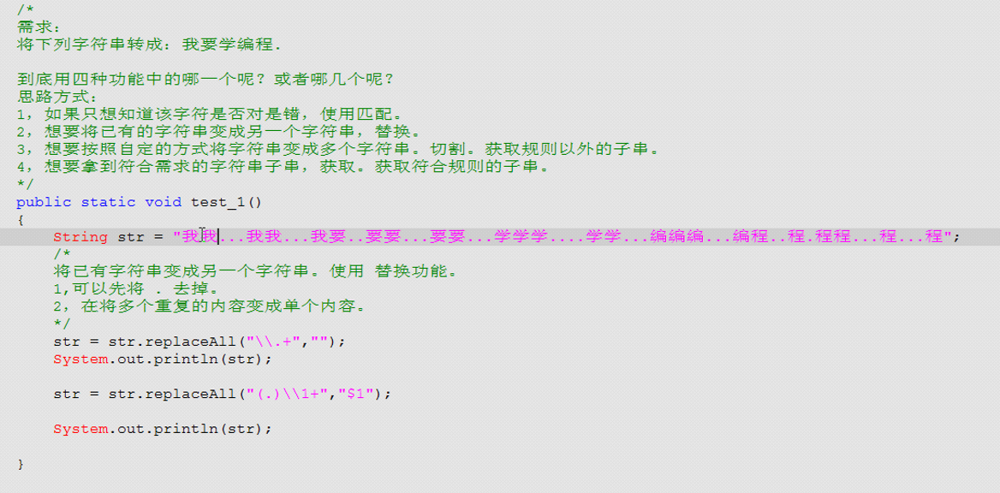 /*
需求：
将下列字符串转成：我要学编程.
到底用四种功能中的哪一个呢？或者哪几个呢？
思路方式：
1，如果只想知道该字符是否对是错，使用匹配。
2，想要将已有的字符串变成另一个字符串，替换。
3，想要按照自定的方式将字符串变成多个字符串。切割。获取规则以外的子串。
4，想要拿到符合需求的字符串子串，获取。获取符合规则的子串。
*/
public static void test_1()
{
String str = "我我...我我...我要..要要...要要...学学学....学学...编编编...编程..程.程程...程...程";
/*
将已有字符串变成另一个字符串。使用 替换功能。
1,可以先将 . 去掉。
2，在将多个重复的内容变成单个内容。
*/
str = str.replaceAll("\\.+","");
System.out.println(str);
str = str.replaceAll("(.)\\1+","$1");
System.out.println(str);
}